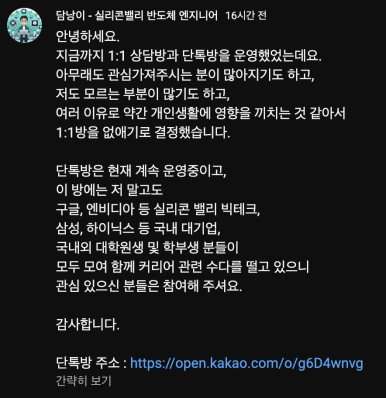 담낭이 - 실리콘밸리 반도체 엔지니어 16시간 전
안녕하세요.
지금까지 1:1 상담방과 단톡방을 운영했었는데요.
아무래도 관심가져주시는 분이 많아지기도 하고,
저도 모르는 부분이 많기도 하고,
여러 이유로 약간 개인생활에 영향을 끼치는 것 같아서
1:1방을 없애기로 결정했습니다.
단톡방은 현재 계속 운영중이고,
이 방에는 저 말고도
구글, 엔비디아 등 실리콘 밸리 빅테크,
삼성, 하이닉스 등 국내 대기업,
국내외 대학원생 및 학부생 분들이
모두 모여 함께 커리어 관련 수다를 떨고 있으니
관심 있으신 분들은 참여해 주셔요.
감사합니다.
단톡방 주소 : https://open.kakao.com/o/g6D4wnvg
간략히 보기